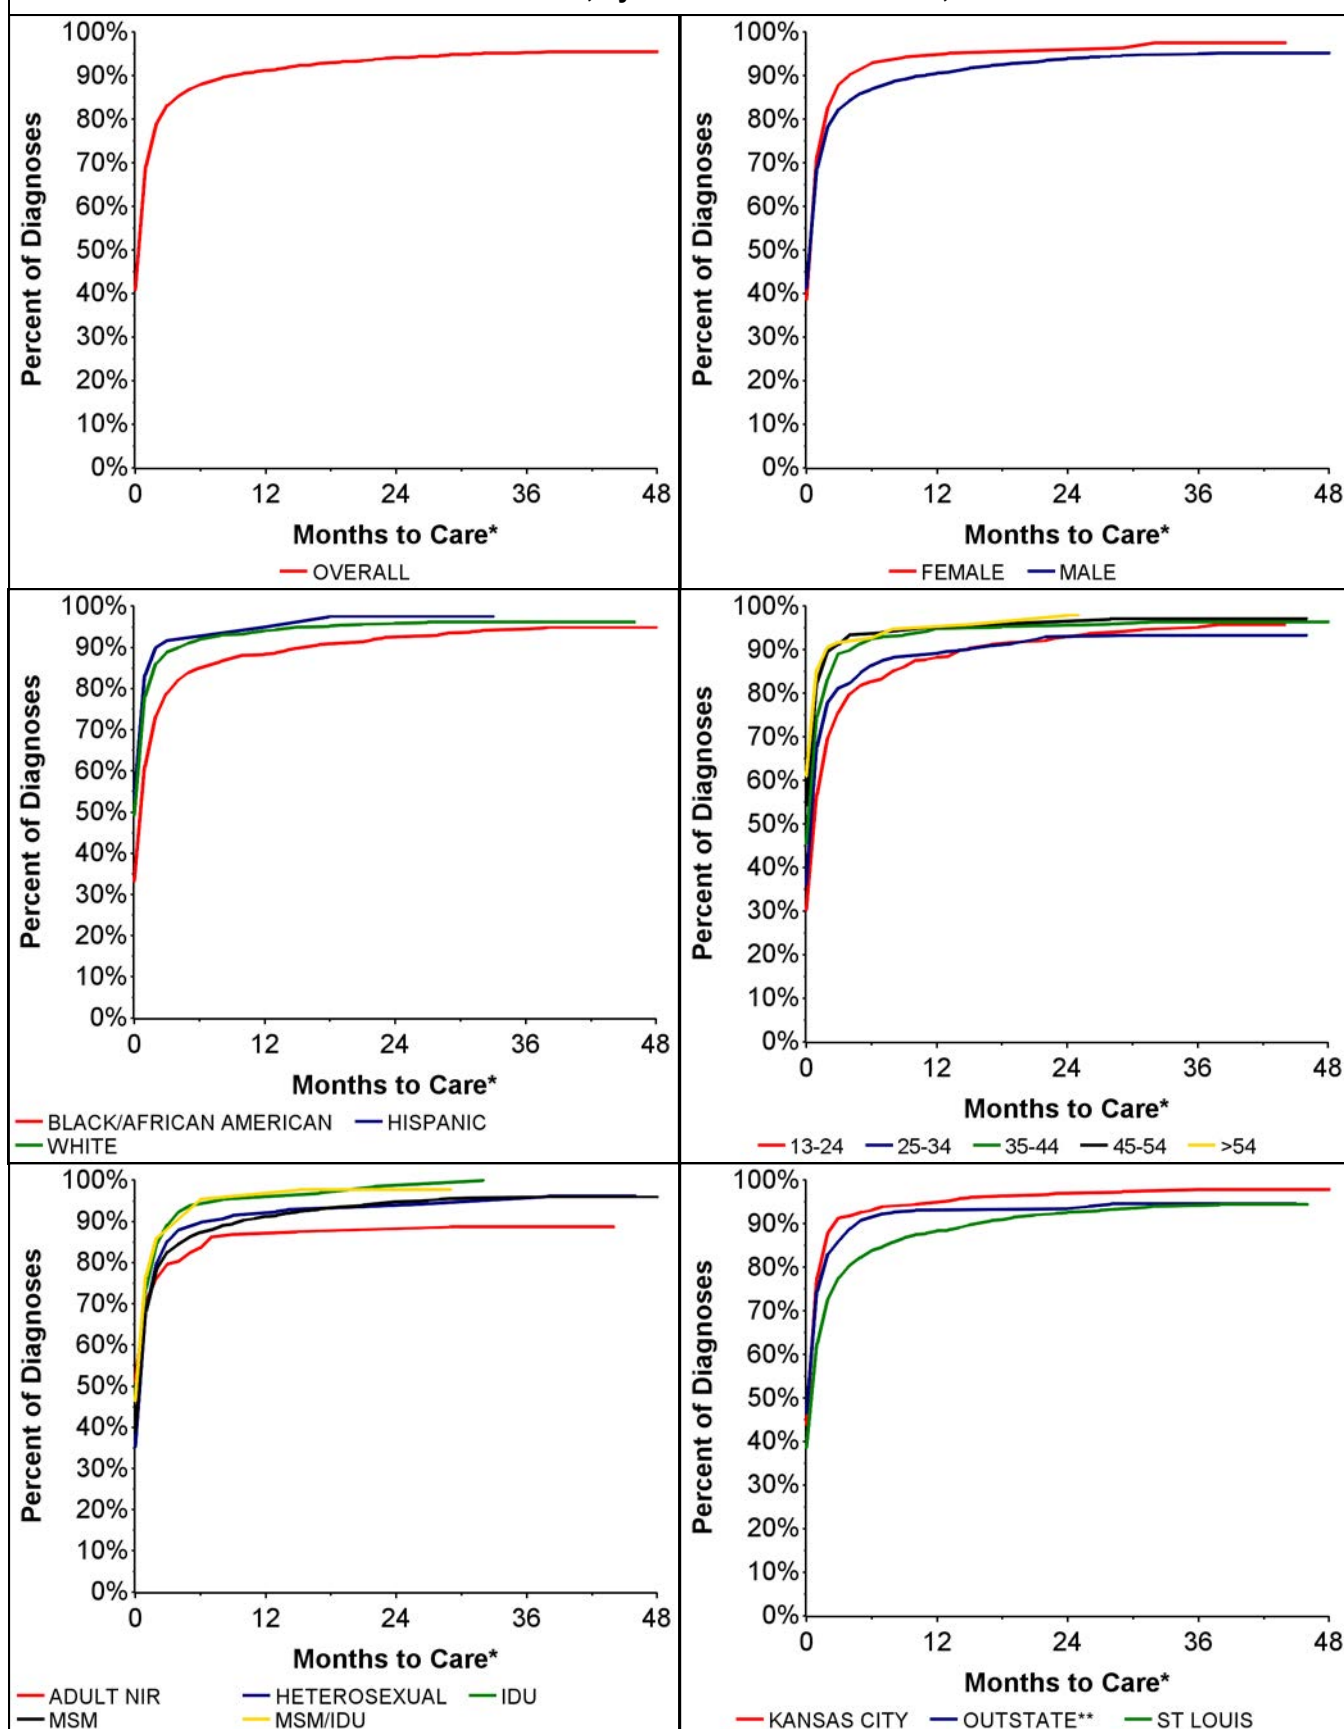 Percent of Diagnoses
100%
90%
80%
70%
60%
50%
40%
30%
20%
10%
0%
0 12 24 36 48
Months to Care*
OVERALL
Percent of Diagnoses
100%
90%
80%
70%
60%
50%
40%
30%
20%
10%
0%
0 12 24 36 48
Months to Care*
FEMALE MALE
Percent of Diagnoses
100%
90%
80%
70%
60%
50%
40%
30%
20%
10%
0%
0 12 24 36 48
Months to Care*
BLACK/AFRICAN AMERICAN HISPANIC
WHITE
Percent of Diagnoses
100%
90%
80%
70%
60%
50%
40%
30%
20%
10%
0%
0 12 24 36 48
Months to Care*
13-24 25-34 35-44 45-54 >54
Percent of Diagnoses
100%
90%
80%
70%
60%
50%
40%
30%
20%
10%
0%
0 12 24 36 48
Months to Care*
ADULT NIR HETEROSEXUAL IDU
MSM MSM/IDU
Percent of Diagnoses
100%
90%
80%
70%
60%
50%
40%
30%
20%
10%
0%
0 12 24 36 48
Months to Care*
KANSAS CITY OUTSTATE** ST LOUIS